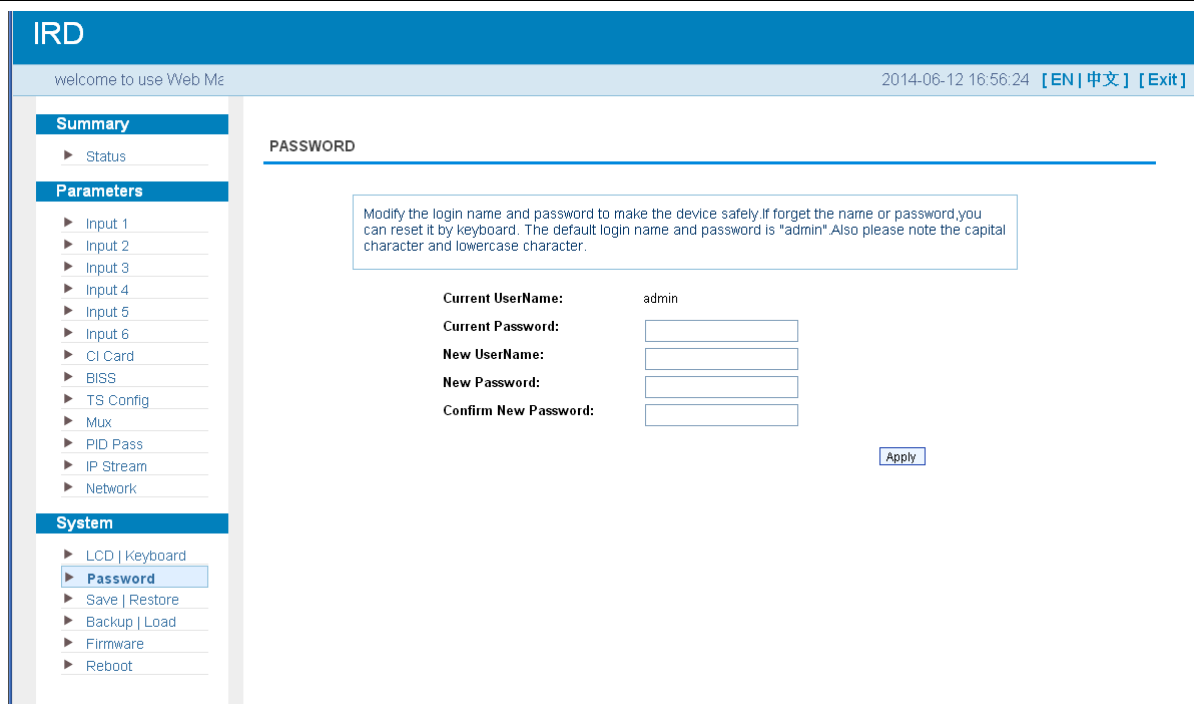 IRD
welcome to use Web Ma
2014-06-12 16:56:24 [ EN | 中文 ] [ Exit ]
Summary
Status
Parameters
Input 1
Input 2
Input 3
Input 4
Input 5
Input 6
CI Card
BISS
TS Config
Mux
PID Pass
IP Stream
Network
System
LCD | Keyboard
Password
Save | Restore
Backup | Load
Firmware
Reboot
PASSWORD
Modify the login name and password to make the device safely.If forget the name or password,you
can reset it by keyboard. The default login name and password is "admin".Also please note the capital
character and lowercase character.
Current UserName: admin
Current Password:
New UserName:
New Password:
Confirm New Password:
Apply